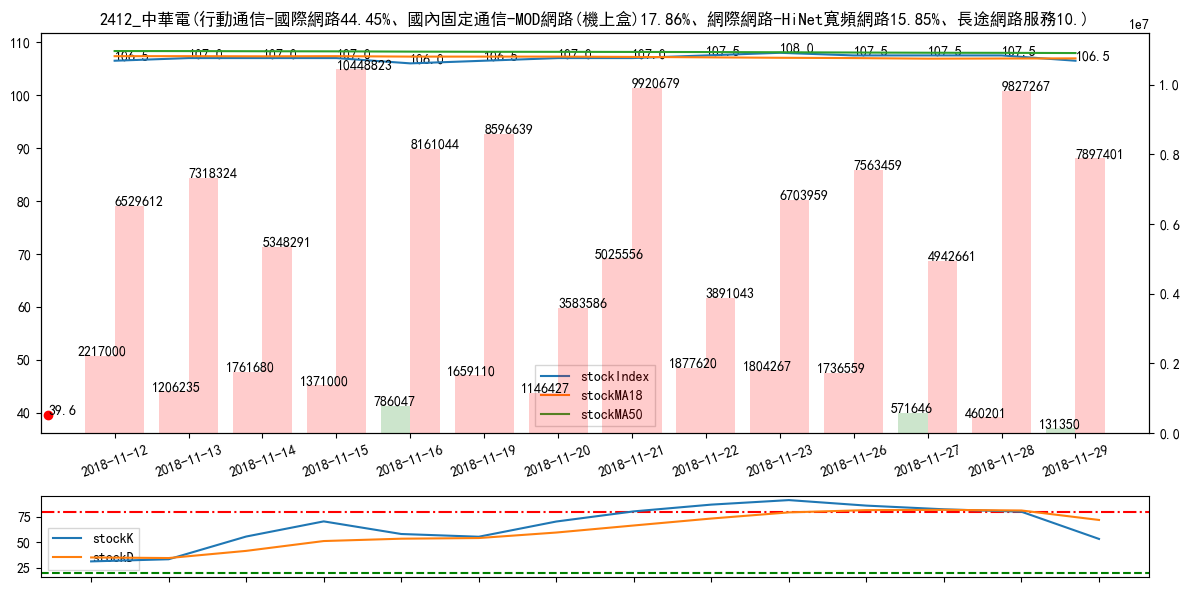 2412_中華電(行動通信-國際網路44.45%、國內固定通信-MOD網路(機上盒)17.86%、網際網路-HiNet寬頻網路15.85%、長途網路服務10.)
1e7
110
100
90
80
70
60
50
40
1.0
0.8
0.6
0.4
0.2
0.0
106.5 107.0 107.0 107.0 106.0 106.5 107.0 107.0 107.5 108.0 107.5 107.5 107.5 106.5
6529612 7318324 5348291 10448823 8161044 8596639 3583586 9920679 3891043 6703959 7563459 4942661 9827267 7897401
2217000 1206235 1761680 1371000 786047 1659110 1146427 5025556 1877620 1804267 1736559 571646 460201 131350
39.6
stockIndex
stockMA18
stockMA50
2018-11-12 2018-11-13 2018-11-14 2018-11-15 2018-11-16 2018-11-19 2018-11-20 2018-11-21 2018-11-22 2018-11-23 2018-11-26 2018-11-27 2018-11-28 2018-11-29
75
50
25
stockK
stockD